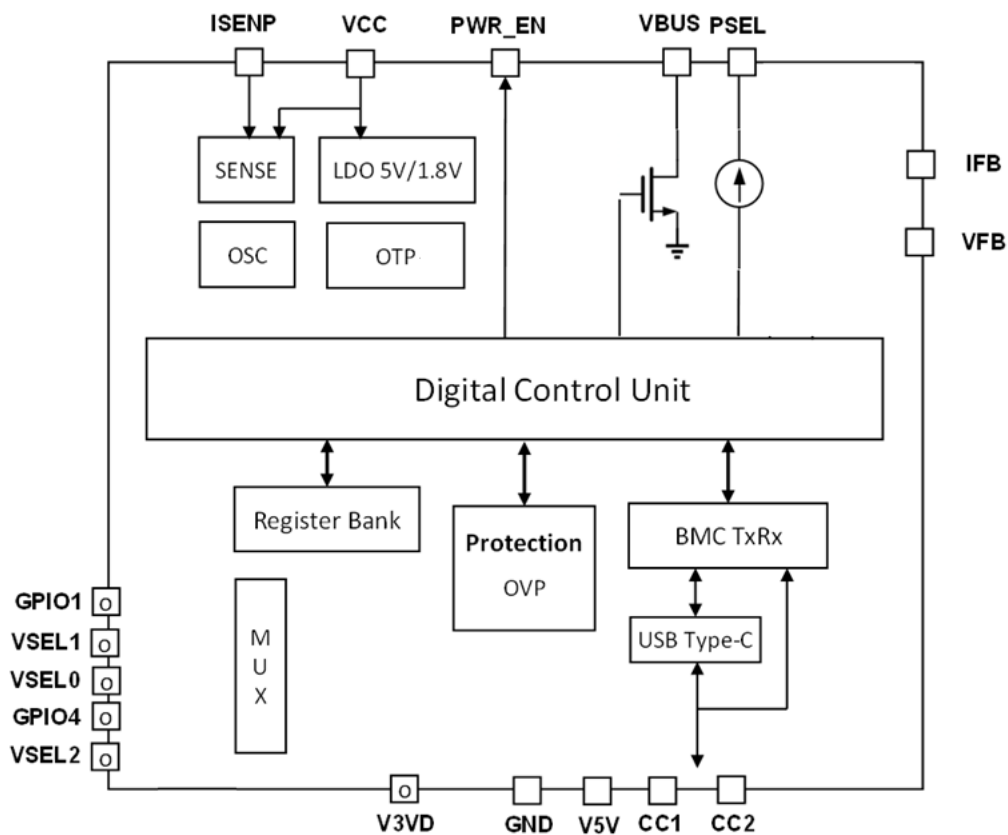 ISENP VCC PWR_EN VBUS PSEL
IFB
SENSE LDO 5V/1.8V
VFB
OSC OTP
Digital Control Unit
Register Bank
Protection
OVP
BMC TxRx
USB Type-C
M
U
X
GPIO1 o
VSEL1 o
VSEL0 o
GPIO4 o
VSEL2 o
o
V3VD GND V5V CC1 CC2